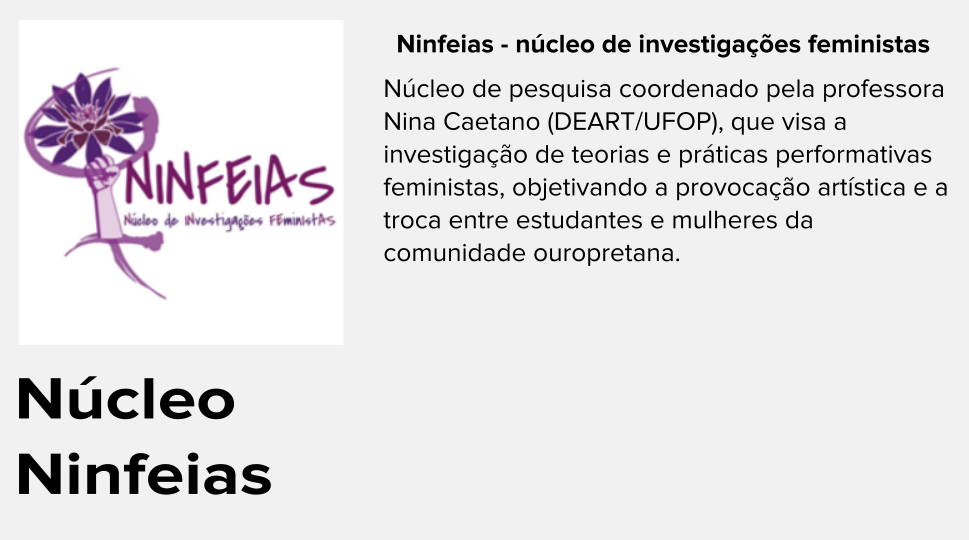 NINFEIAS
Núcleo de INvestigações FEministAs
Núcleo
Ninfeias
Ninfeias - núcleo de investigações feministas
Núcleo de pesquisa coordenado pela professora
Nina Caetano (DEART/UFOP), que visa a
investigação de teorias e práticas performativas
feministas, objetivando a provocação artística e a
troca entre estudantes e mulheres da
comunidade ouropretana.